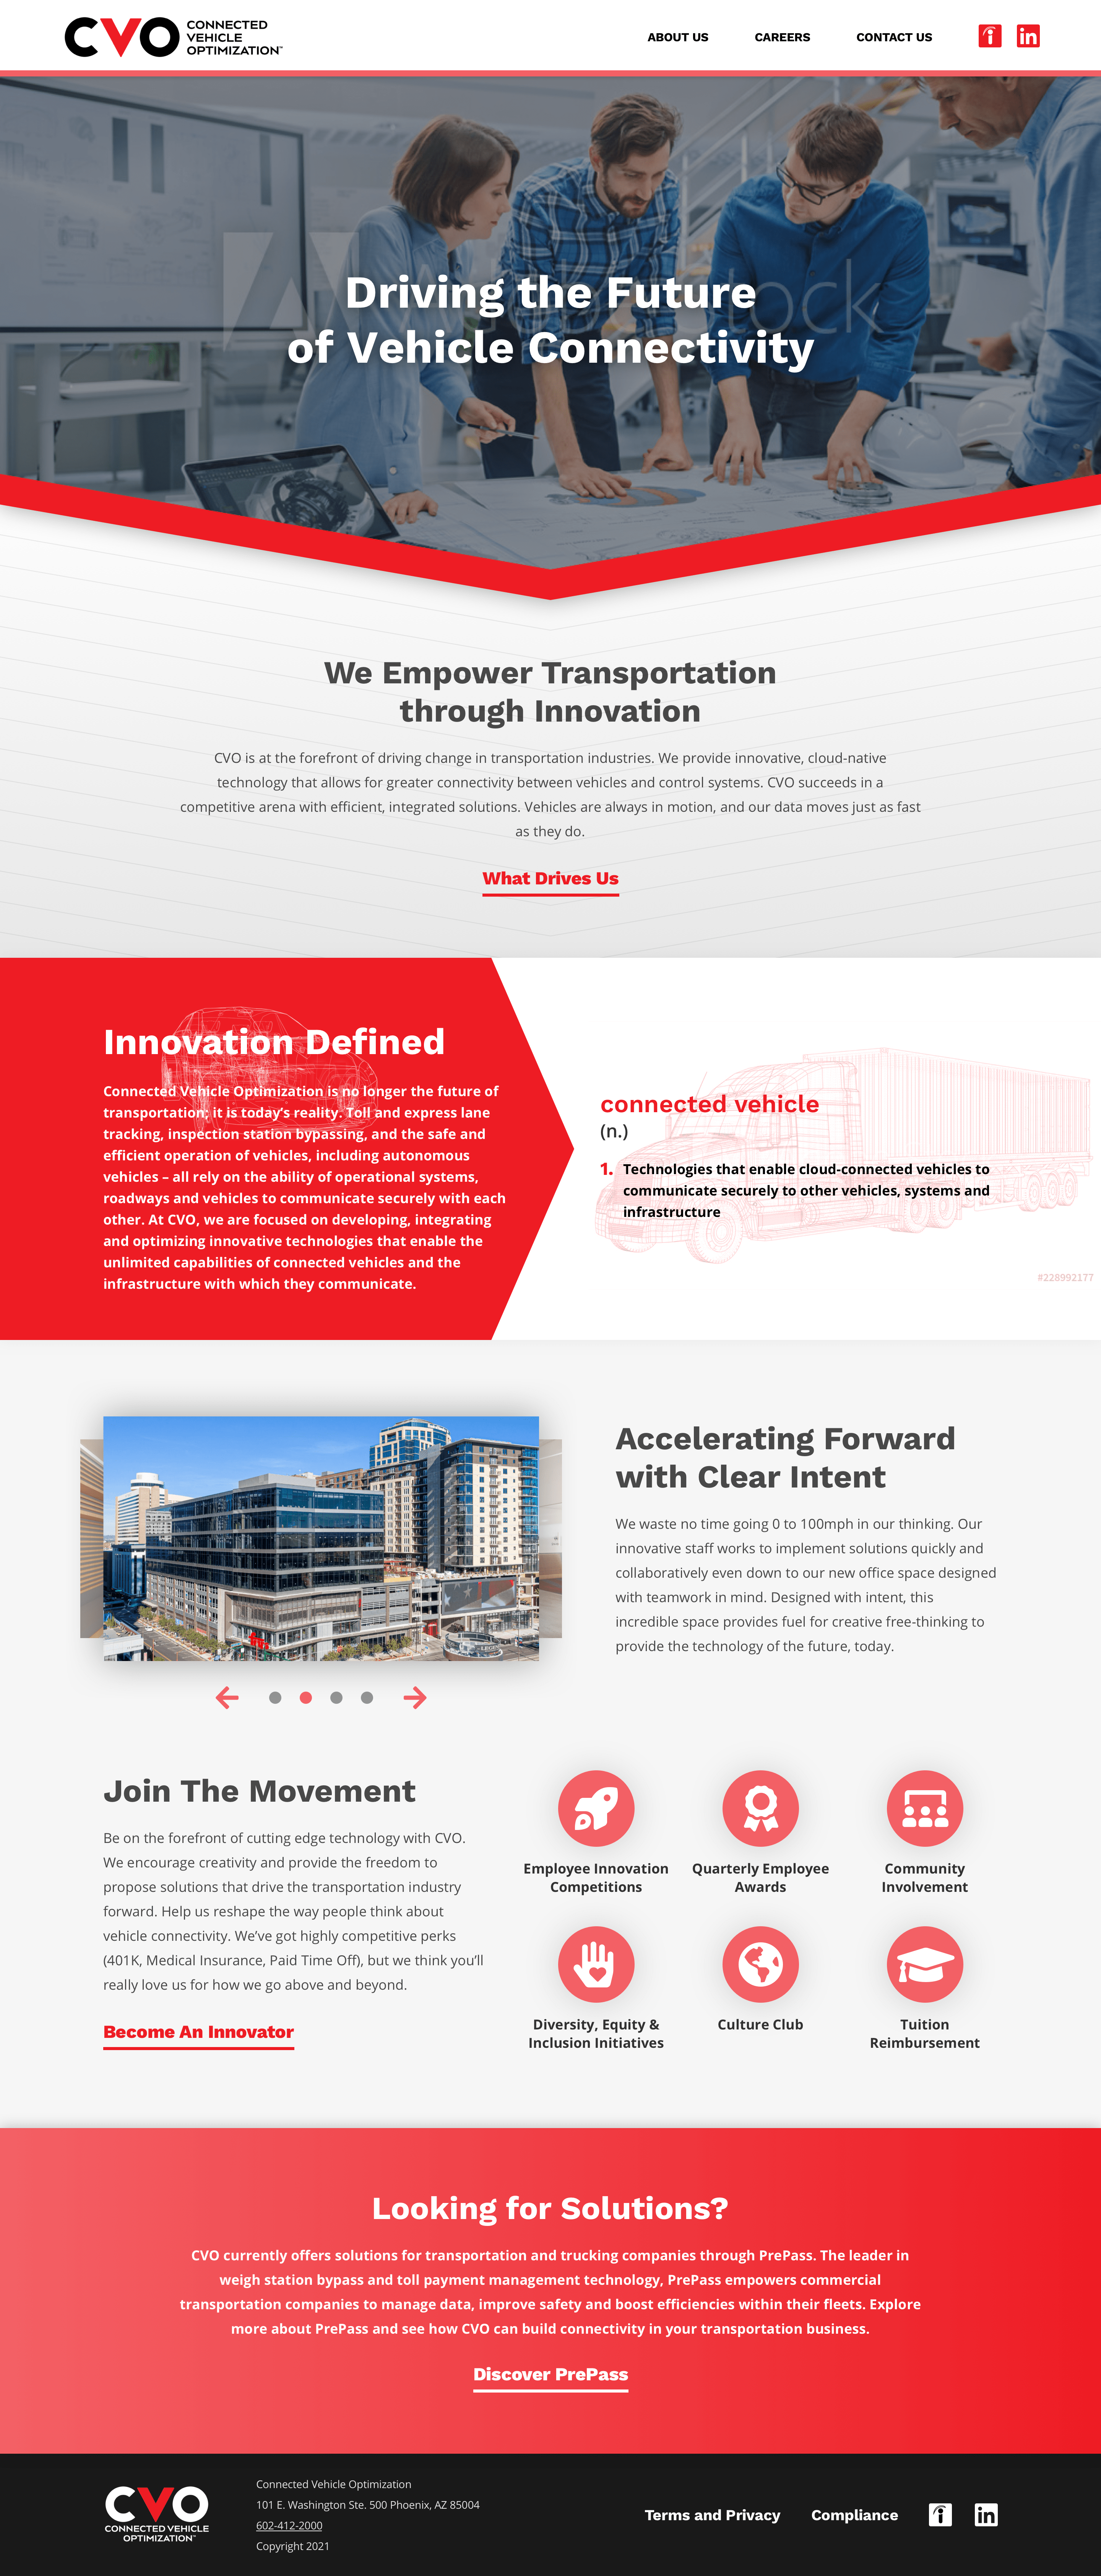 CVO CONNECTED
VEHICLE
OPTIMIZATION™
ABOUT US
CAREERS
CONTACT US
in
Driving the Future
of Vehicle Connectivity
We Empower Transportation
through Innovation
CVO is at the forefront of driving change in transportation industries. We provide innovative, cloud-native
technology that allows for greater connectivity between vehicles and control systems. CVO succeeds in a
competitive arena with efficient, integrated solutions. Vehicles are always in motion, and our data moves just as fast
as they do.
What Drives Us
Innovation Defined
Connected Vehicle Optimization is no longer the future of
transportation; it is today’s reality. Toll and express lane
tracking, inspection station bypassing, and the safe and
efficient operation of vehicles, including autonomous
vehicles – all rely on the ability of operational systems,
roadways and vehicles to communicate securely with each
other. At CVO, we are focused on developing, integrating
and optimizing innovative technologies that enable the
unlimited capabilities of connected vehicles and the
infrastructure with which they communicate.
connected vehicle
(n.)
1. Technologies that enable cloud-connected vehicles to
communicate securely to other vehicles, systems and
infrastructure
#228992177
Accelerating Forward
with Clear Intent
We waste no time going 0 to 100mph in our thinking. Our
innovative staff works to implement solutions quickly and
collaboratively even down to our new office space designed
with teamwork in mind. Designed with intent, this
incredible space provides fuel for creative free-thinking to
provide the technology of the future, today.
Join The Movement
Be on the forefront of cutting edge technology with CVO.
We encourage creativity and provide the freedom to
propose solutions that drive the transportation industry
forward. Help us reshape the way people think about
vehicle connectivity. We’ve got highly competitive perks
(401K, Medical Insurance, Paid Time Off), but we think you’ll
really love us for how we go above and beyond.
Become An Innovator
Employee Innovation
Competitions
Quarterly Employee
Awards
Community
Involvement
Diversity, Equity &
Inclusion Initiatives
Culture Club
Tuition
Reimbursement
Looking for Solutions?
CVO currently offers solutions for transportation and trucking companies through PrePass. The leader in
weigh station bypass and toll payment management technology, PrePass empowers commercial
transportation companies to manage data, improve safety and boost efficiencies within their fleets. Explore
more about PrePass and see how CVO can build connectivity in your transportation business.
Discover PrePass
CVO
CONNECTED VEHICLE
OPTIMIZATION™
Connected Vehicle Optimization
101 E. Washington Ste. 500 Phoenix, AZ 85004
602-412-2000
Copyright 2021
Terms and Privacy
Compliance
in